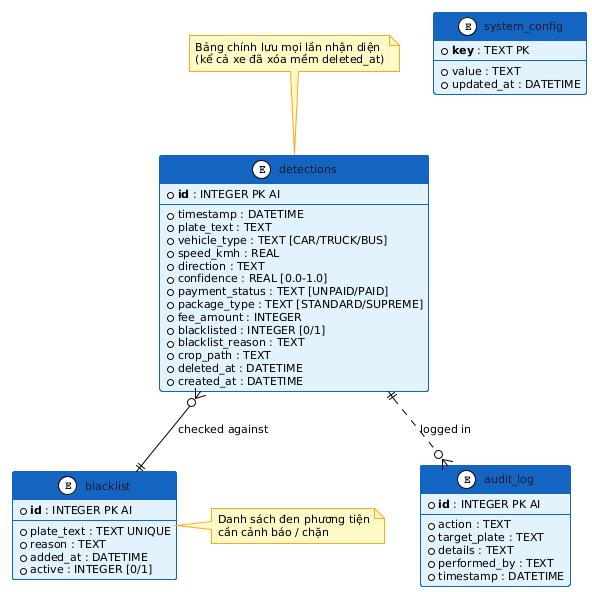 E system_config
key : TEXT PK
value : TEXT
updated_at : DATETIME
Bảng chính lưu mọi lần nhận diện
(kể cả xe đã xóa mềm deleted_at)
E detections
id : INTEGER PK AI
timestamp : DATETIME
plate_text : TEXT
vehicle_type : TEXT [CAR/TRUCK/BUS]
speed_kmh : REAL
direction : TEXT
confidence : REAL [0.0-1.0]
payment_status : TEXT [UNPAID/PAID]
package_type : TEXT [STANDARD/SUPREME]
fee_amount : INTEGER
blacklisted : INTEGER [0/1]
blacklist_reason : TEXT
crop_path : TEXT
deleted_at : DATETIME
created_at : DATETIME
checked against
logged in
E blacklist
id : INTEGER PK AI
plate_text : TEXT UNIQUE
reason : TEXT
added_at : DATETIME
active : INTEGER [0/1]
Danh sách đen phương tiện
cần cảnh báo / chặn
E audit_log
id : INTEGER PK AI
action : TEXT
target_plate : TEXT
details : TEXT
performed_by : TEXT
timestamp : DATETIME